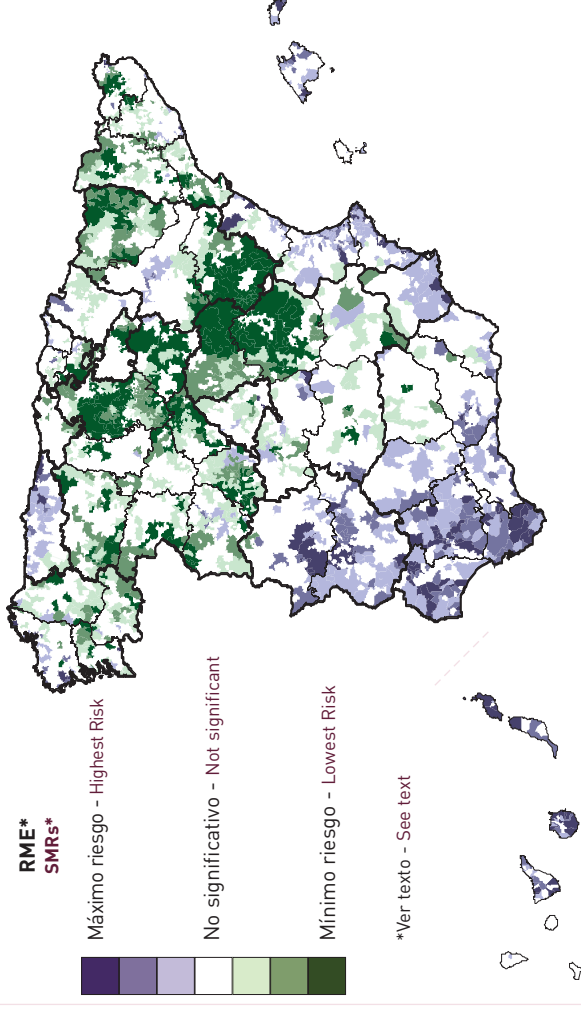 RME*
SMRs*
Máximo riesgo - Highest Risk
No significativo - Not significant
Mínimo riesgo - Lowest Risk
*Ver texto - See text